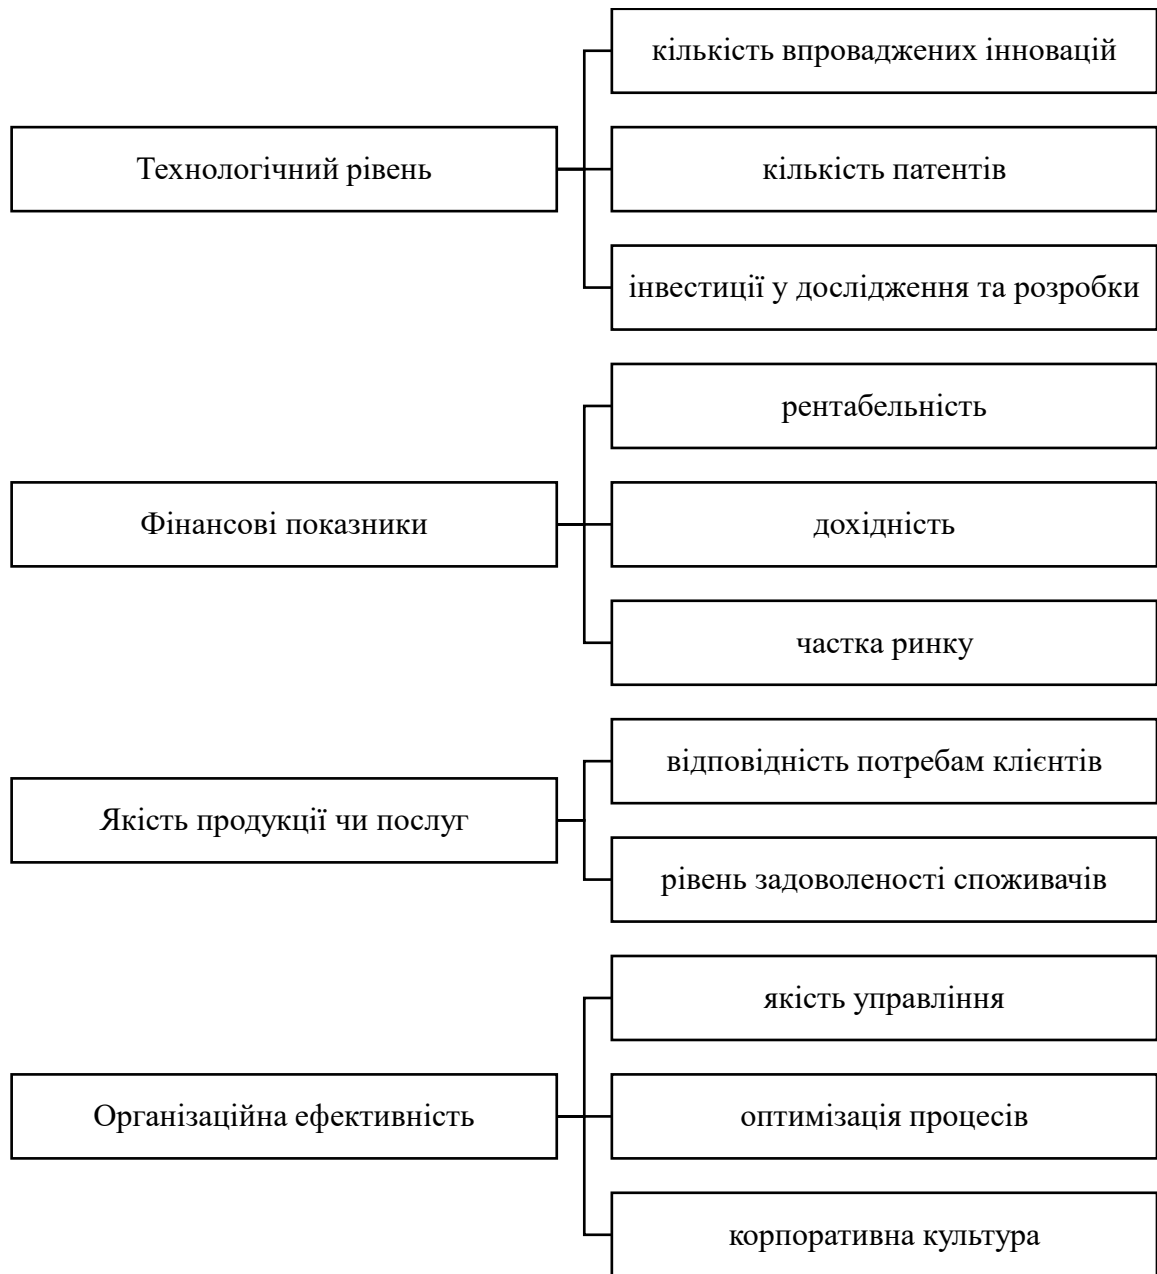 Технологічний рівень
кількість впроваджених інновацій
кількість патентів
інвестиції у дослідження та розробки
Фінансові показники
рентабельність
дохідність
частка ринку
Якість продукції чи послуг
відповідність потребам клієнтів
рівень задоволеності споживачів
Організаційна ефективність
якість управління
оптимізація процесів
корпоративна культура